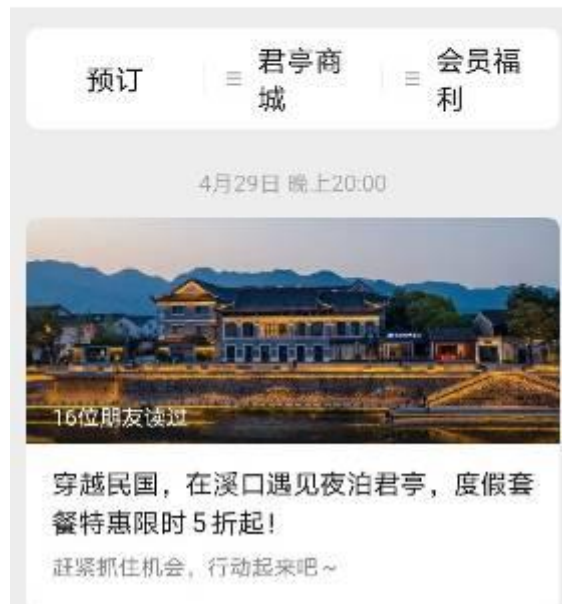 预订
君亭商
城
会员福
利
4月29日 晚上20:00
16位朋友读过
穿越民国，在溪口遇见夜泊君亭，度假套
餐特惠限时5折起！
赶紧抓住机会，行动起来吧~